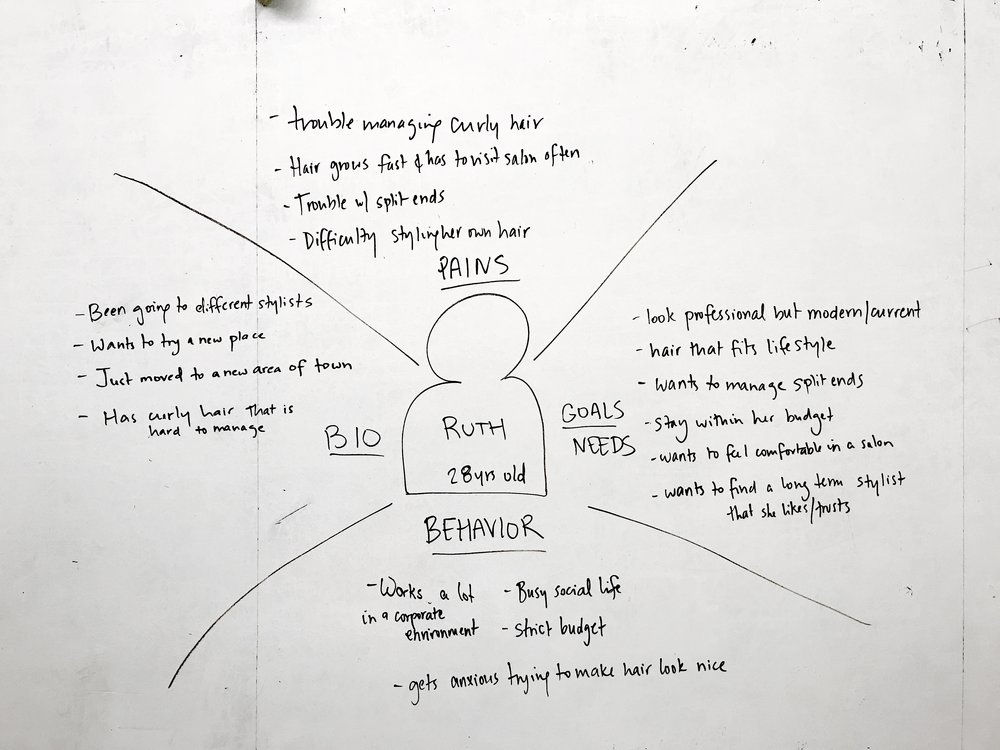 - trouble managing curly hair
- Hair grows fast & has to visit salon often
- Trouble w/ split ends
- Difficulty styling her own hair
PAINS
- Been going to different stylists
- Wants to try a new place
- Just moved to a new area of town
- Has curly hair that is
hard to manage
BIO
RUTH
28yrs old
GOALS
NEEDS
- look professional but modern/current
- hair that fits lifestyle
- wants to manage split ends
- stay within her budget
- wants to feel comfortable in a salon
- wants to find a long term stylist
that she likes/trusts
BEHAVIOR
- Works a lot
in a corporate
environment
- Busy social life
- strict budget
- gets anxious trying to make hair look nice